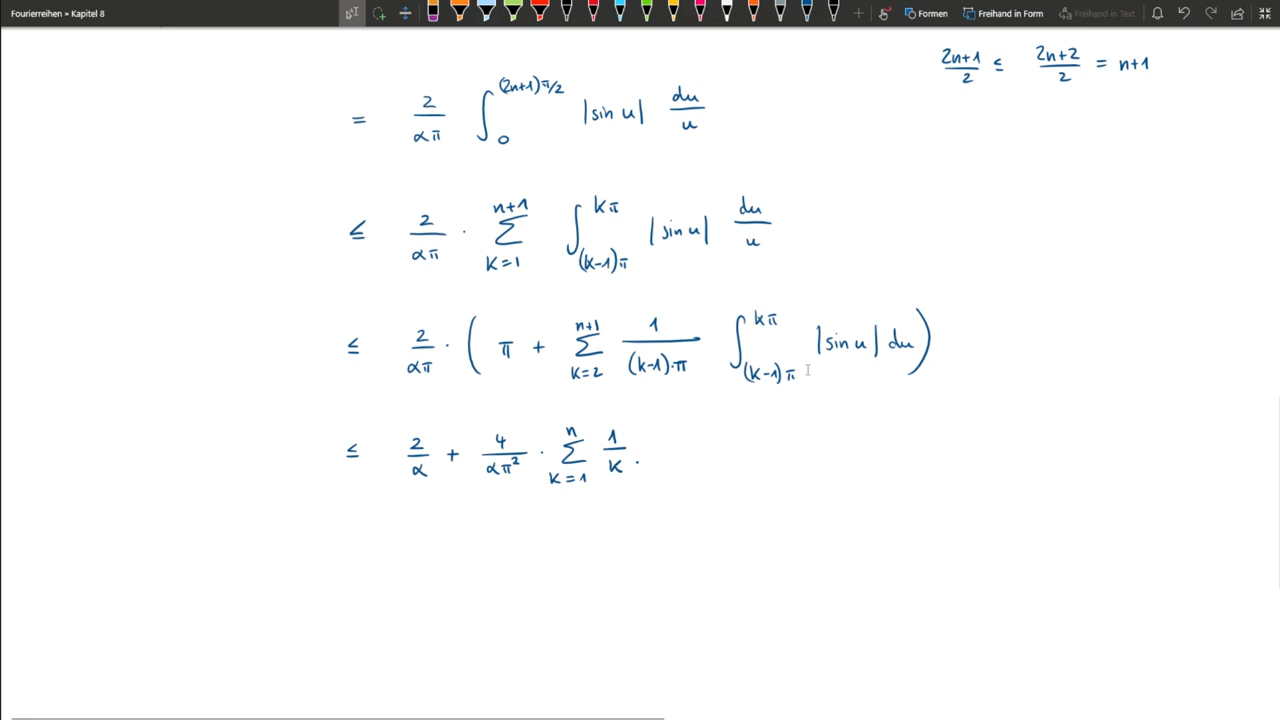 Fourierreihen » Kapitel 8
Formen
Freihand in Form
Freihand in Text
(2n+1)/2 ≤ (2n+2)/2 = n+1
= 2/(απ) ∫_0^{(2n+1)π/2} |sin u| du/u
≤ 2/(απ) · ∑_{k=1}^{n+1} ∫_{(k-1)π}^{kπ} |sin u| du/u
≤ 2/(απ) · ( π + ∑_{k=2}^{n+1} 1/((k-1)·π) ∫_{(k-1)π}^{kπ} |sin u| du )
≤ 2/α + 4/(απ²) · ∑_{k=1}^{n} 1/k .